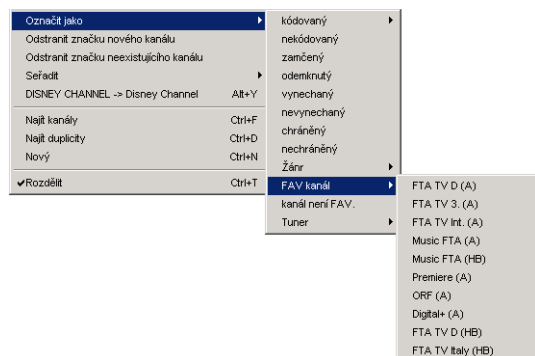 Označit jako
Odstranit značku nového kanálu
Odstranit značku neexistujícího kanálu
Seřadit
DISNEY CHANNEL -> Disney Channel Alt+Y
Najít kanály Ctrl+F
Najít duplicity Ctrl+D
Nový Ctrl+N
Rozdělit Ctrl+T
kódovaný
nekódovaný
zamčený
odemknutý
vynechaný
nevynechaný
chráněný
nechráněný
Žánr
FAV kanál
kanál není FAV.
Tuner
FTA TV D (A)
FTA TV 3. (A)
FTA TV Int. (A)
Music FTA (A)
Music FTA (HB)
Premiere (A)
ORF (A)
Digital+ (A)
FTA TV D (HB)
FTA TV Italy (HB)